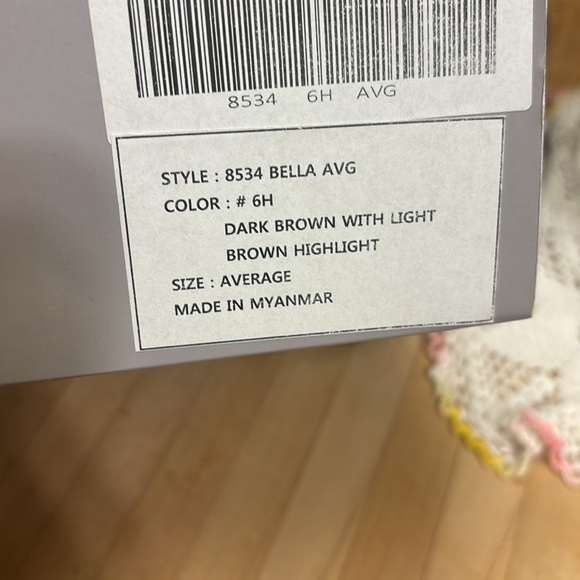 8534 6H AVG
STYLE : 8534 BELLA AVG
COLOR : # 6H
DARK BROWN WITH LIGHT
BROWN HIGHLIGHT
SIZE : AVERAGE
MADE IN MYANMAR